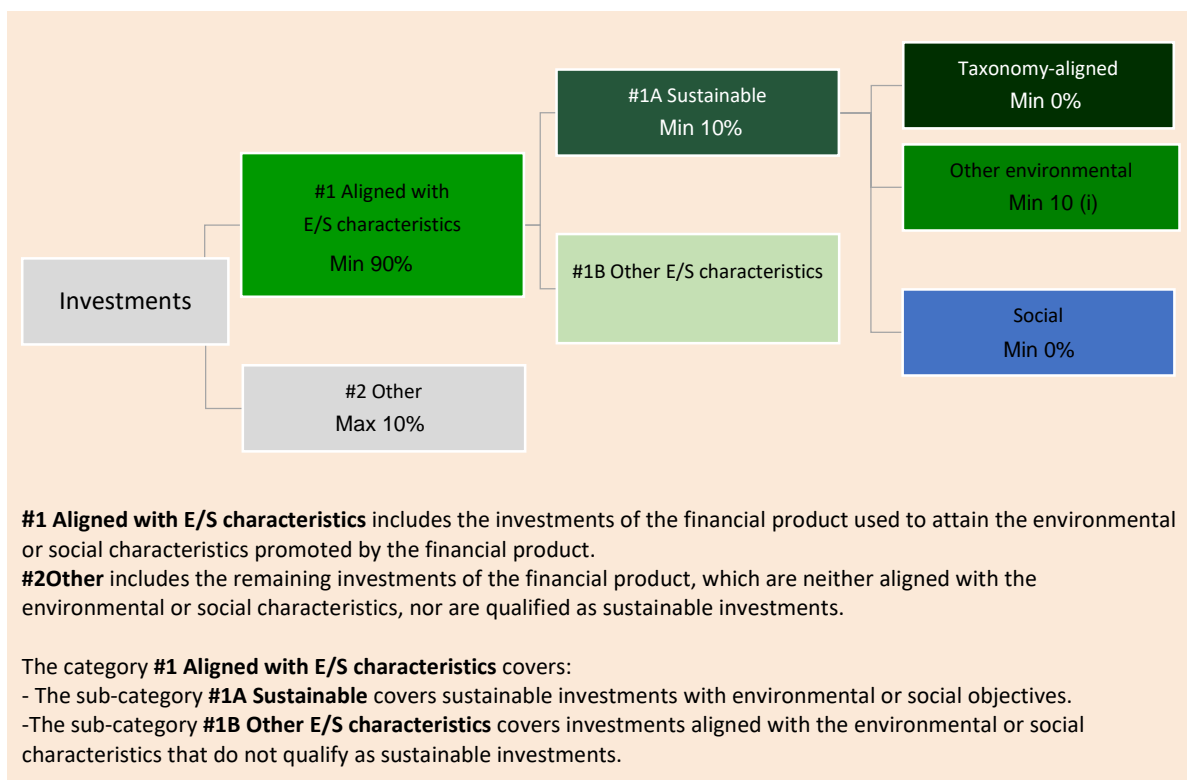 Investments
#1 Aligned with
E/S characteristics
Min 90%
#2 Other
Max 10%
#1A Sustainable
Min 10%
#1B Other E/S characteristics
Taxonomy-aligned
Min 0%
Other environmental
Min 10 (i)
Social
Min 0%
#1 Aligned with E/S characteristics includes the investments of the financial product used to attain the environmental
or social characteristics promoted by the financial product.
#2Other includes the remaining investments of the financial product, which are neither aligned with the
environmental or social characteristics, nor are qualified as sustainable investments.
The category #1 Aligned with E/S characteristics covers:
- The sub-category #1A Sustainable covers sustainable investments with environmental or social objectives.
-The sub-category #1B Other E/S characteristics covers investments aligned with the environmental or social
characteristics that do not qualify as sustainable investments.